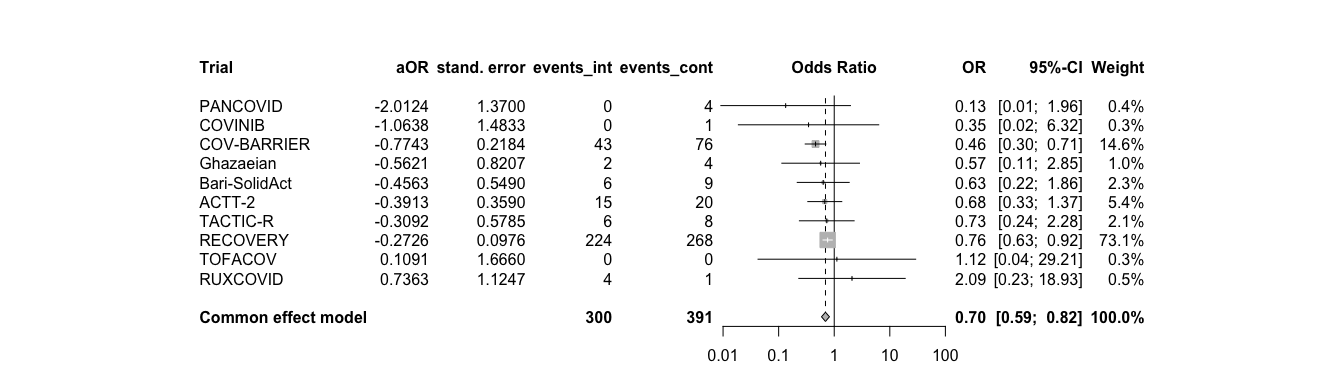 Trial aOR stand. error events_int events_cont Odds Ratio OR 95%-CI Weight
PANCOVID -2.0124 1.3700 0 4 0.13 [0.01; 1.96] 0.4%
COVINIB -1.0638 1.4833 0 1 0.35 [0.02; 6.32] 0.3%
COV-BARRIER -0.7743 0.2184 43 76 0.46 [0.30; 0.71] 14.6%
Ghazaeian -0.5621 0.8207 2 4 0.57 [0.11; 2.85] 1.0%
Bari-SolidAct -0.4563 0.5490 6 9 0.63 [0.22; 1.86] 2.3%
ACTT-2 -0.3913 0.3590 15 20 0.68 [0.33; 1.37] 5.4%
TACTIC-R -0.3092 0.5785 6 8 0.73 [0.24; 2.28] 2.1%
RECOVERY -0.2726 0.0976 224 268 0.76 [0.63; 0.92] 73.1%
TOFACOV 0.1091 1.6660 0 0 1.12 [0.04; 29.21] 0.3%
RUXCOVID 0.7363 1.1247 4 1 2.09 [0.23; 18.93] 0.5%
Common effect model 300 391 0.70 [0.59; 0.82] 100.0%
0.01 0.1 1 10 100